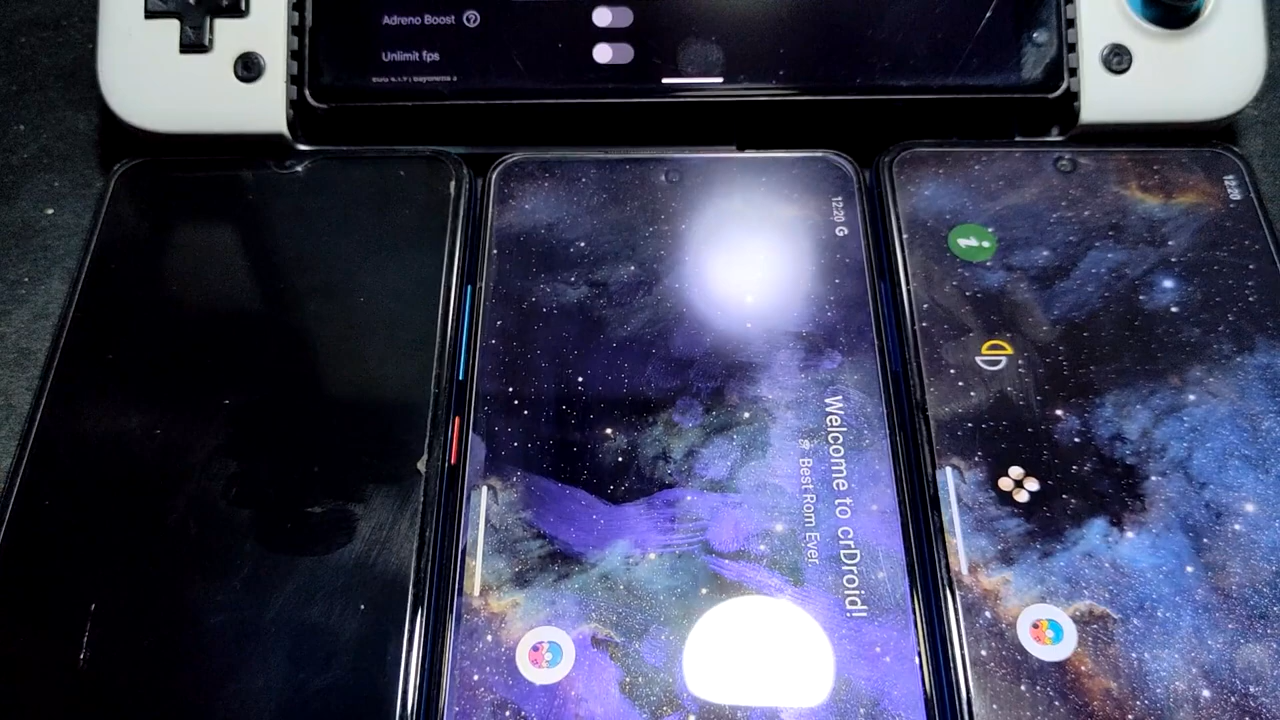 Adreno Boost ?
Unlimit fps
12:20 G
Welcome to crDroid!
Best Rom Ever
12:20